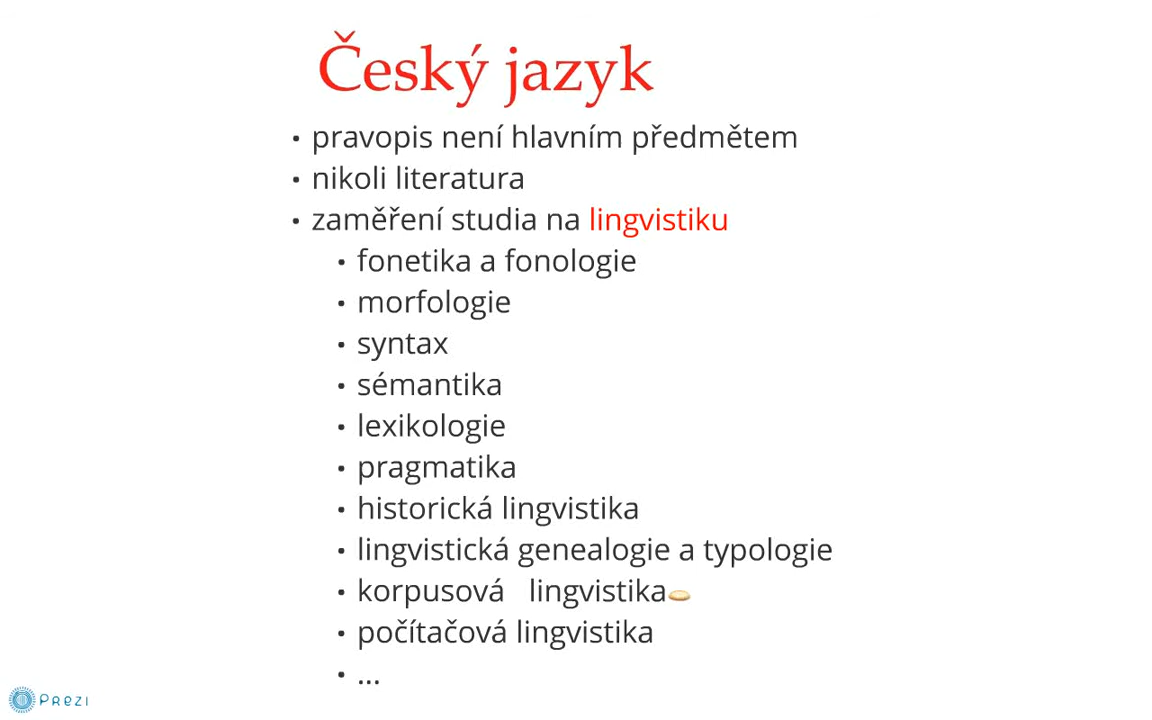 Český jazyk
• pravopis není hlavním předmětem
• nikoli literatura
• zaměření studia na lingvistiku
• fonetika a fonologie
• morfologie
• syntax
• sémantika
• lexikologie
• pragmatika
• historická lingvistika
• lingvistická genealogie a typologie
• korpusová lingvistika
• počítačová lingvistika
• ...
Prezi